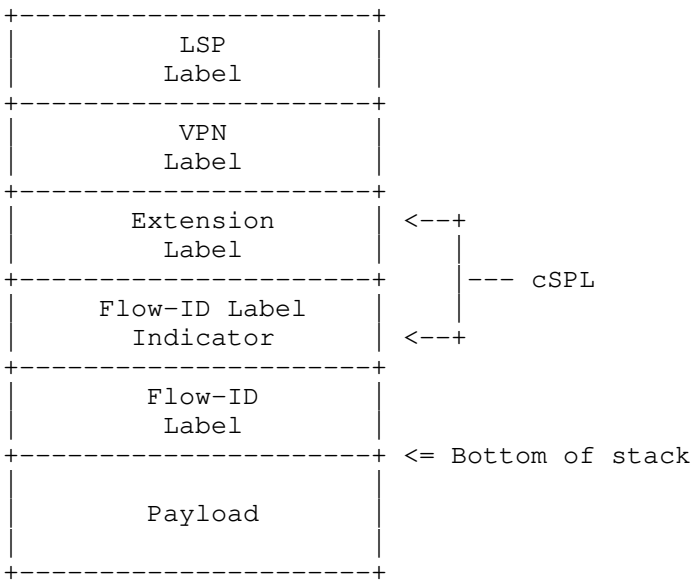 +----------------------+
|         LSP          |
|        Label         |
+----------------------+
|         VPN          |
|        Label         |
+----------------------+
|      Extension       | <--+
|        Label         |    |
+----------------------+    |--- cSPL
|    Flow-ID Label     |    |
|      Indicator       | <--+
+----------------------+
|       Flow-ID        |
|        Label         |
+----------------------+ <= Bottom of stack
|                      |
|       Payload        |
|                      |
+----------------------+